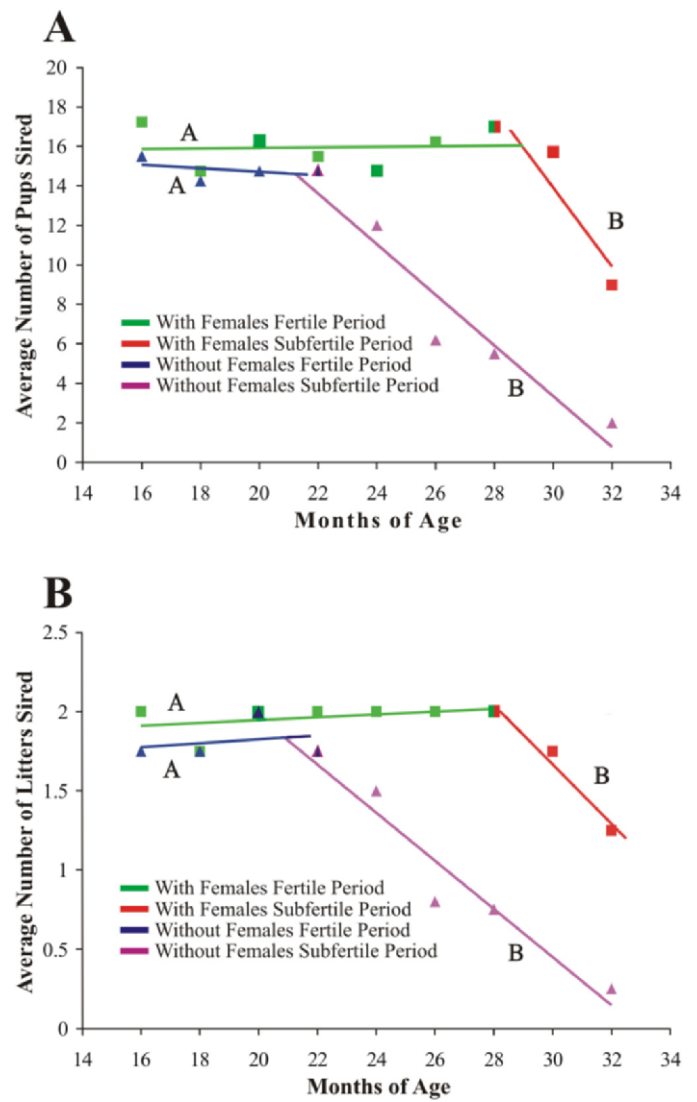 A
20
18
16
14
12
10
8
6
4
2
0
Average Number of Pups Sired
A
A
B
B
With Females Fertile Period
With Females Subfertile Period
Without Females Fertile Period
Without Females Subfertile Period
14 16 18 20 22 24 26 28 30 32 34
Months of Age
B
2.5
2
1.5
1
0.5
0
Average Number of Litters Sired
A
A
B
B
With Females Fertile Period
With Females Subfertile Period
Without Females Fertile Period
Without Females Subfertile Period
14 16 18 20 22 24 26 28 30 32 34
Months of Age